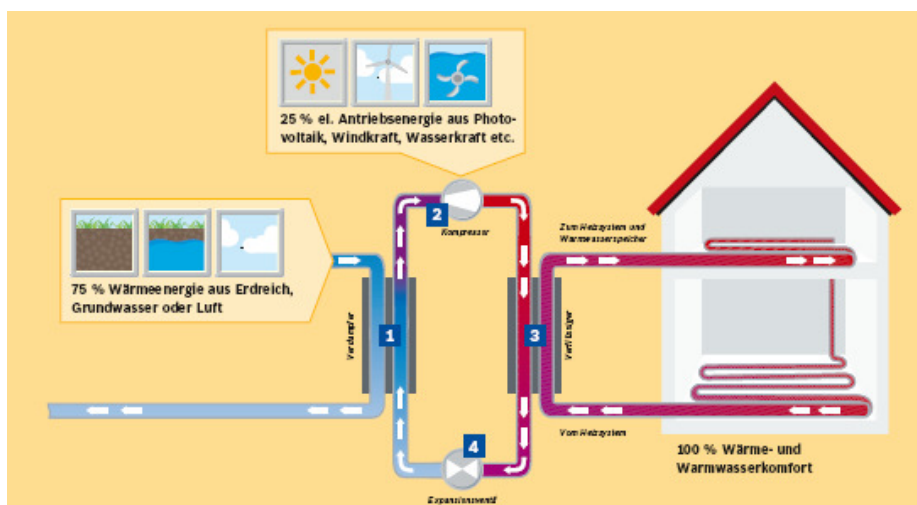 25 % el. Antriebsenergie aus Photo-
voltaik, Windkraft, Wasserkraft etc.
75 % Wärmeenergie aus Erdreich,
Grundwasser oder Luft
2
Kompressor
Zum Heizsystem und
Warmwasserspeicher
Verdampfer
1
3
Verflüssiger
4
Expansionsventil
Vom Heizsystem
100 % Wärme- und
Warmwasserkomfort